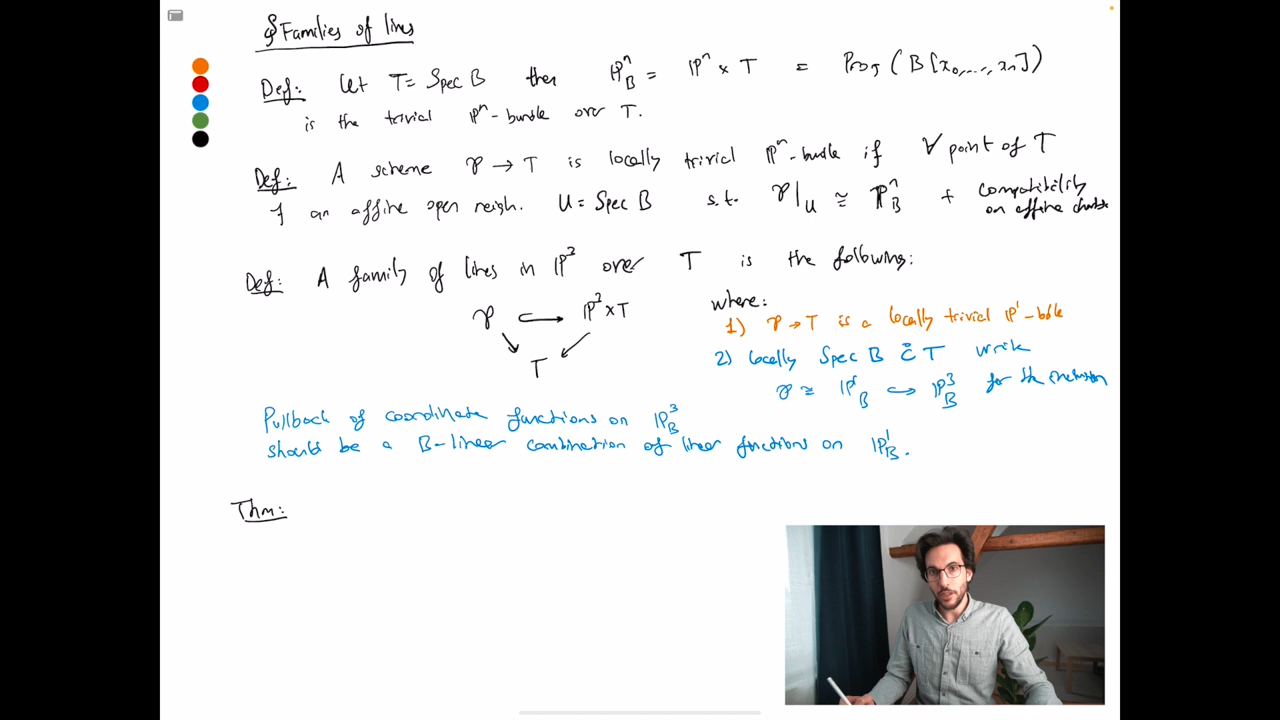 § Families of lines
Def: Let T = Spec B then ℙⁿ_B = ℙⁿ × T = Proj (B[x₀,...,xₙ])
is the trivial ℙⁿ-bundle over T.
Def: A scheme 𝒫 → T is locally trivial ℙⁿ-bundle if ∀ point of T
∃ an affine open neigh. U = Spec B s.t. 𝒫|_U ≅ ℙⁿ_B + compatibility
on affine
Def: A family of lines in ℙ³ over T is the following:
𝒫 ↪ ℙ³ × T
↘ ↙
T
where:
1) 𝒫 → T is a locally trivial ℙ¹-bdle
2) locally Spec B ⊂ T write
𝒫 ≅ ℙ¹_B ↪ ℙ³_B for the inclusion
Pullback of coordinate functions on ℙ³_B
should be a B-linear combination of linear functions on ℙ¹_B.
Thm: